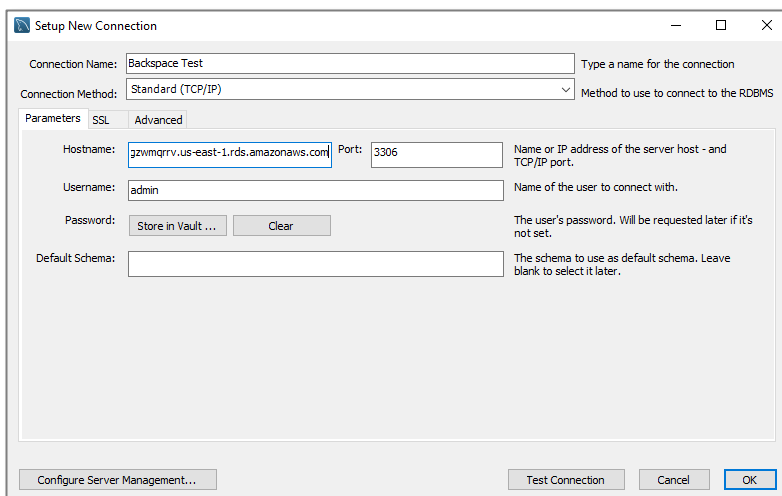 Setup New Connection
Connection Name: Backspace Test Type a name for the connection
Connection Method: Standard (TCP/IP) Method to use to connect to the RDBMS
Parameters SSL Advanced
Hostname: gzwmqrrv.us-east-1.rds.amazonaws.com Port: 3306 Name or IP address of the server host - and
TCP/IP port.
Username: admin Name of the user to connect with.
Password: Store in Vault ... Clear The user's password. Will be requested later if it's
not set.
Default Schema: The schema to use as default schema. Leave
blank to select it later.
Configure Server Management... Test Connection Cancel OK